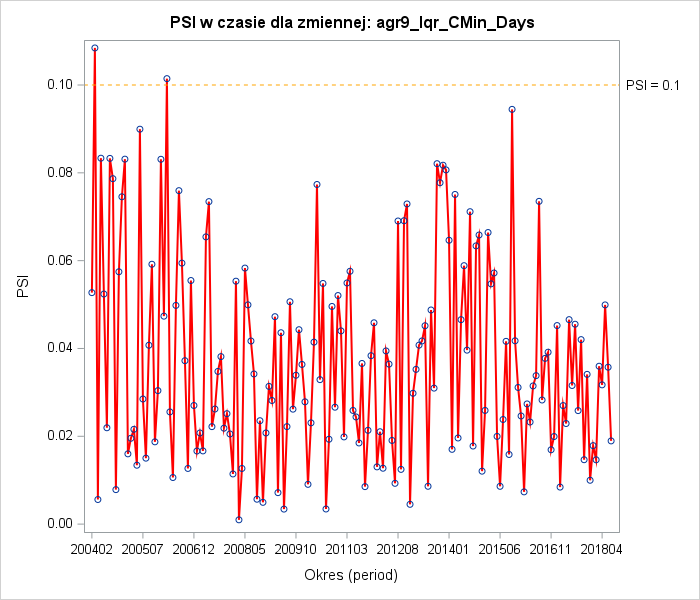 PSI w czasie dla zmiennej: agr9_Iqr_CMin_Days
0.10
PSI = 0.1
0.08
0.06
PSI
0.04
0.02
0.00
200402 200507 200612 200805 200910 201103 201208 201401 201506 201611 201804
Okres (period)